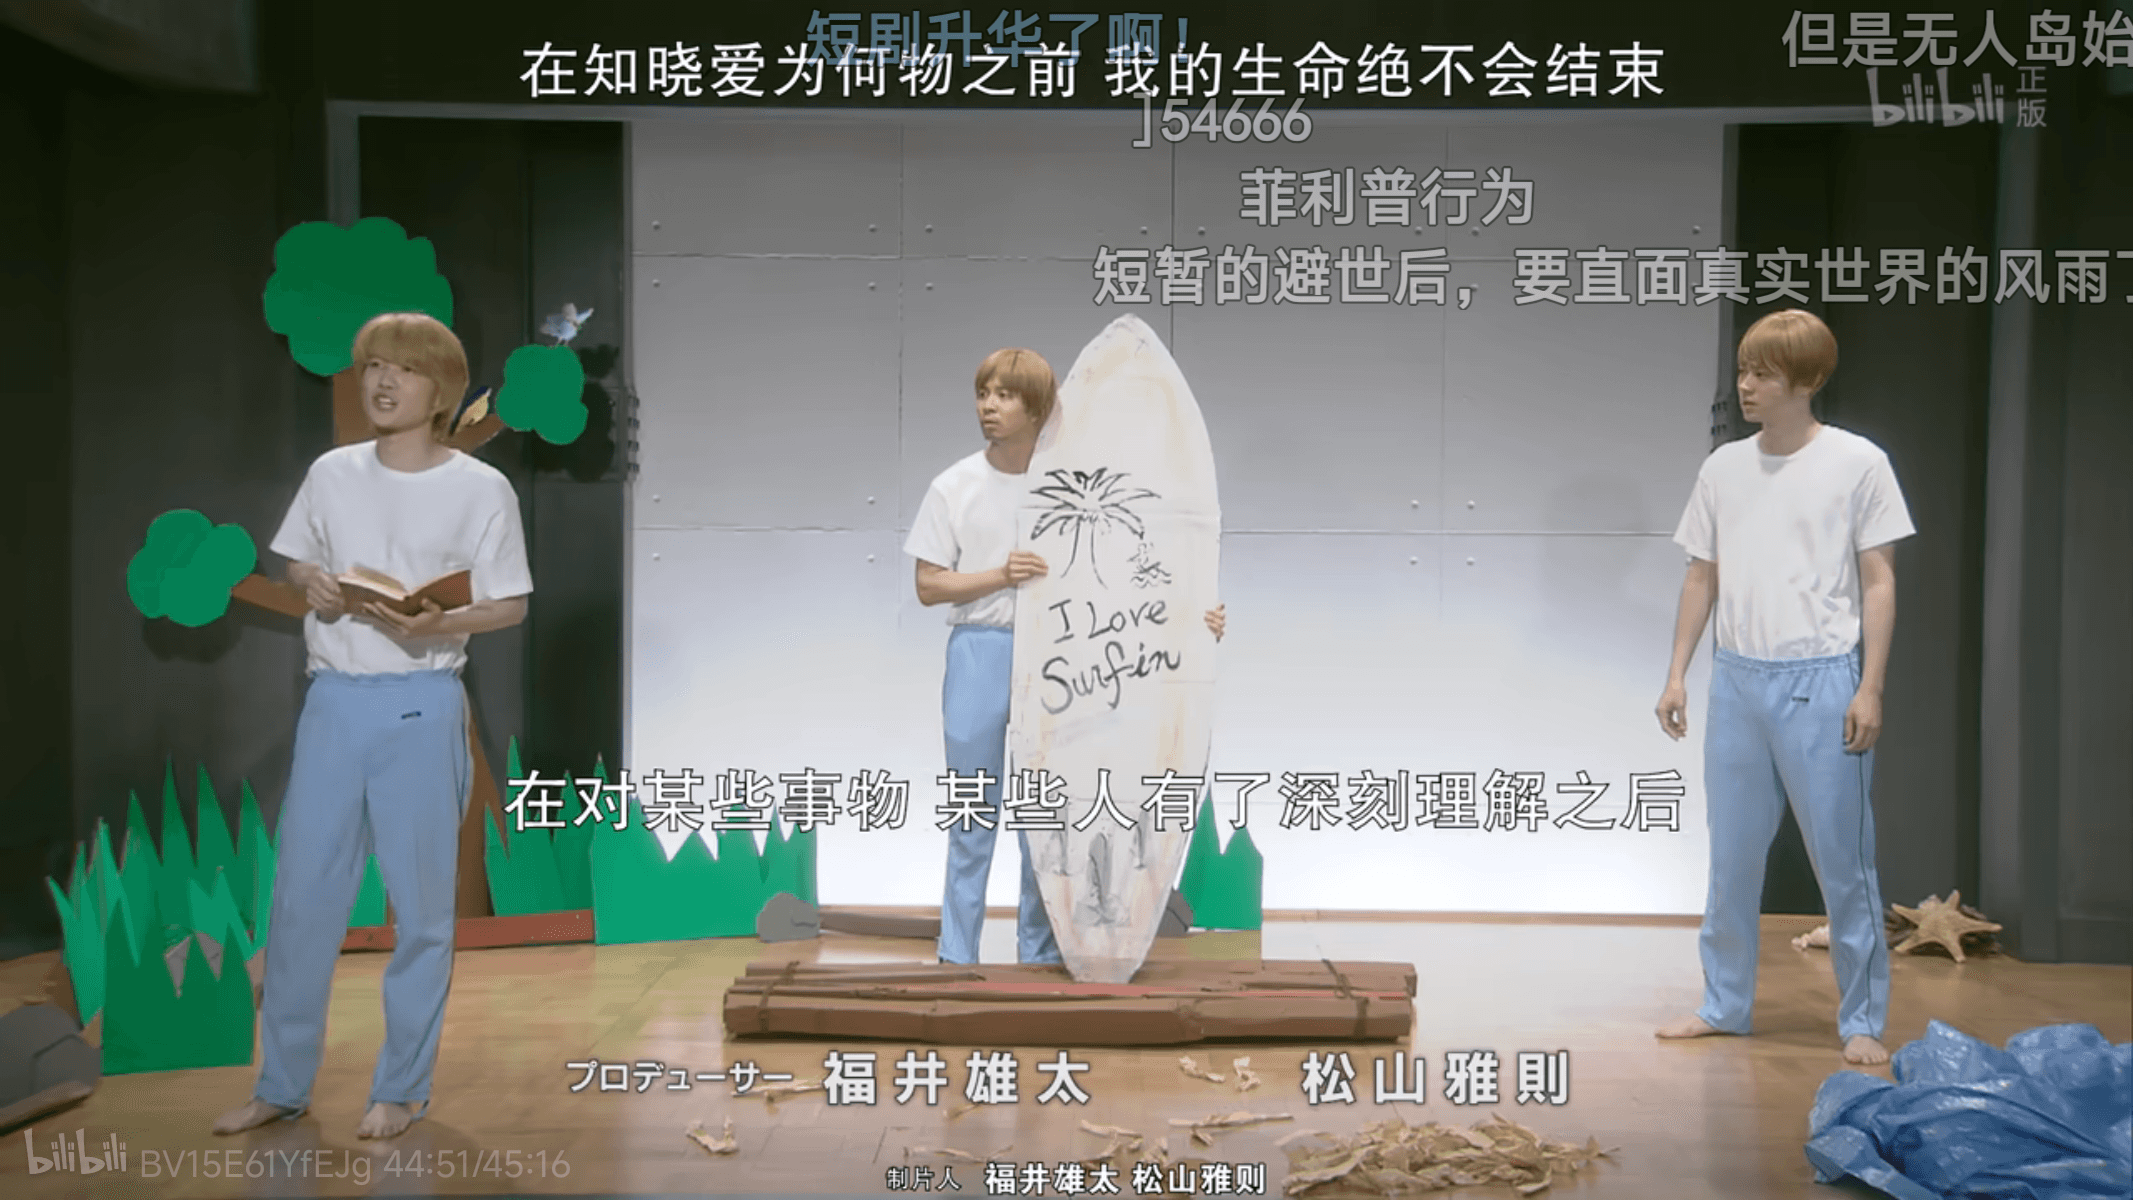 短剧升华了啊！
但是无人岛始
在知晓爱为何物之前 我的生命绝不会结束
bilibili 正版
]54666
菲利普行为
短暂的避世后，要直面真实世界的风雨了
I Love
Surfin
在对某些事物 某些人有了深刻理解之后
プロデューサー 福井雄太 松山雅則
bilibili BV15E61YfEJg 44:51/45:16
制片人 福井雄太 松山雅则